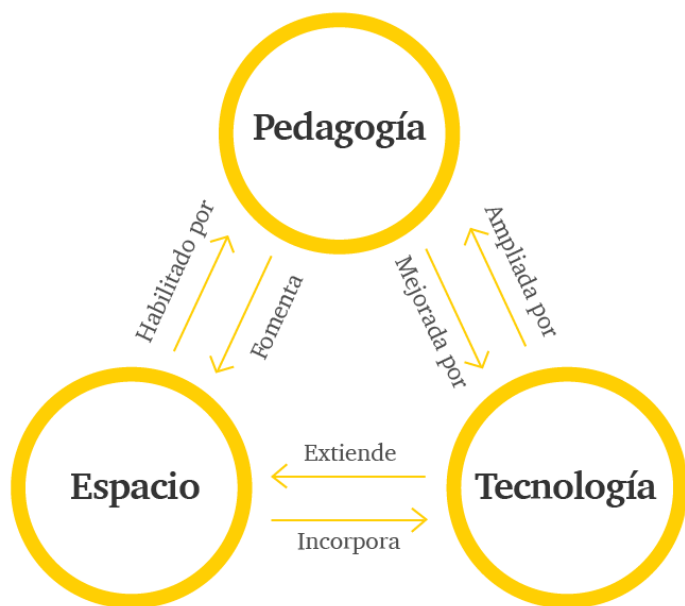 Pedagogía
Habilitado por
Fomenta
Mejorada por
Ampliada por
Espacio
Extiende
Incorpora
Tecnología